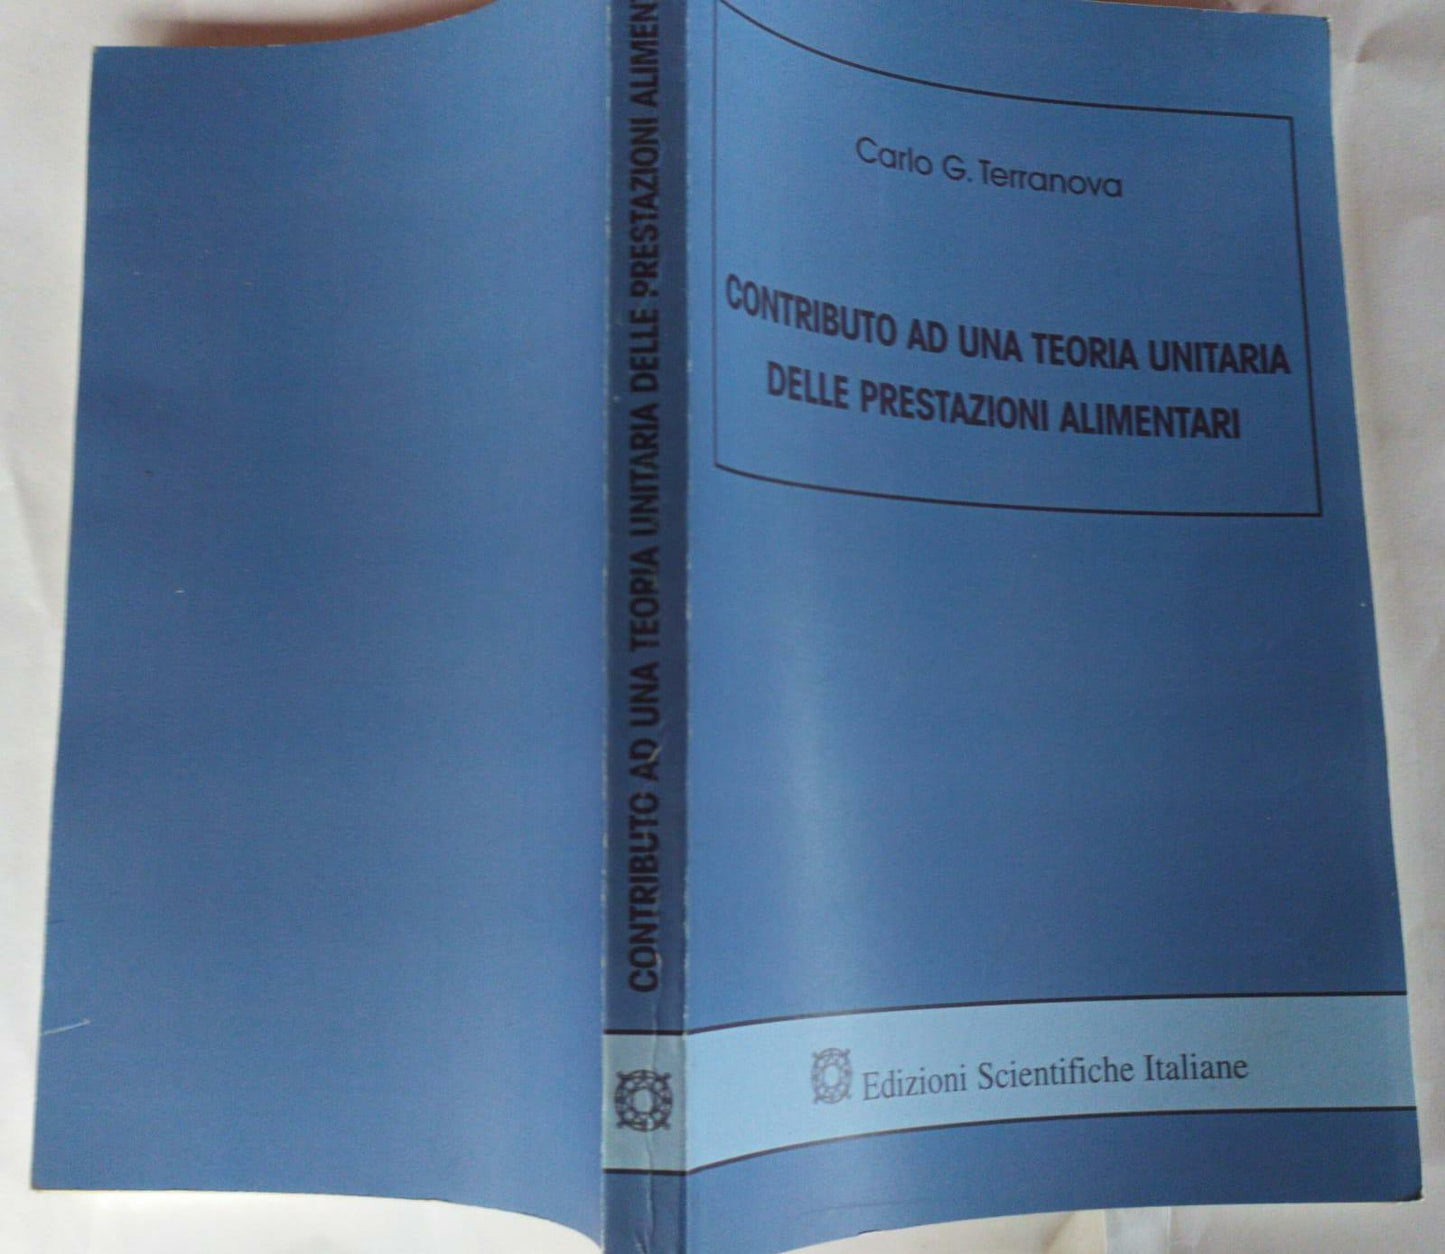 Carlo G. Terranova
CONTRIBUTO AD UNA TEORIA UNITARIA
DELLE PRESTAZIONI ALIMENTARI
Edizioni Scientifiche Italiane
CONTRIBUTO AD UNA TEORIA UNITARIA DELLE PRESTAZIONI ALIMENT